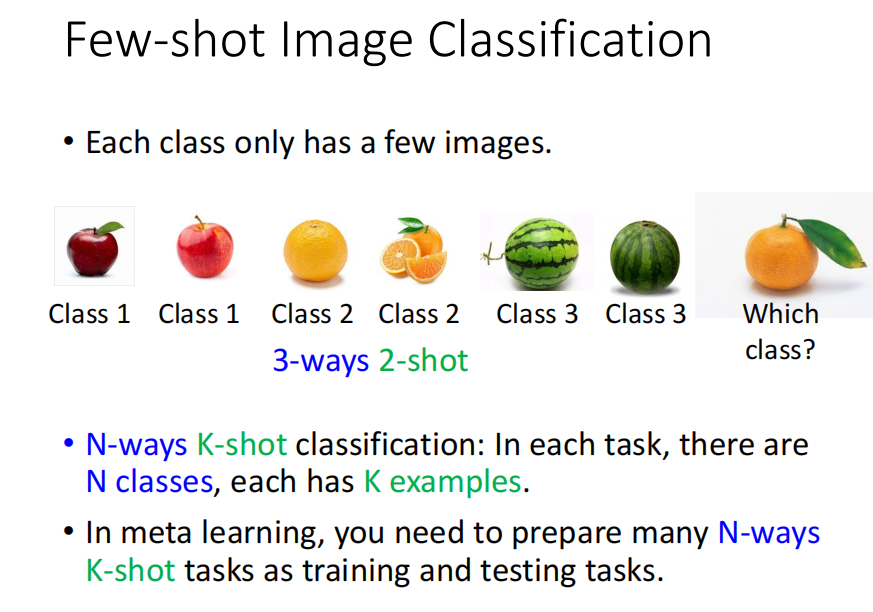 Few-shot Image Classification
• Each class only has a few images.
Class 1 Class 1 Class 2 Class 2 Class 3 Class 3 Which
class?
3-ways 2-shot
• N-ways K-shot classification: In each task, there are
N classes, each has K examples.
• In meta learning, you need to prepare many N-ways
K-shot tasks as training and testing tasks.